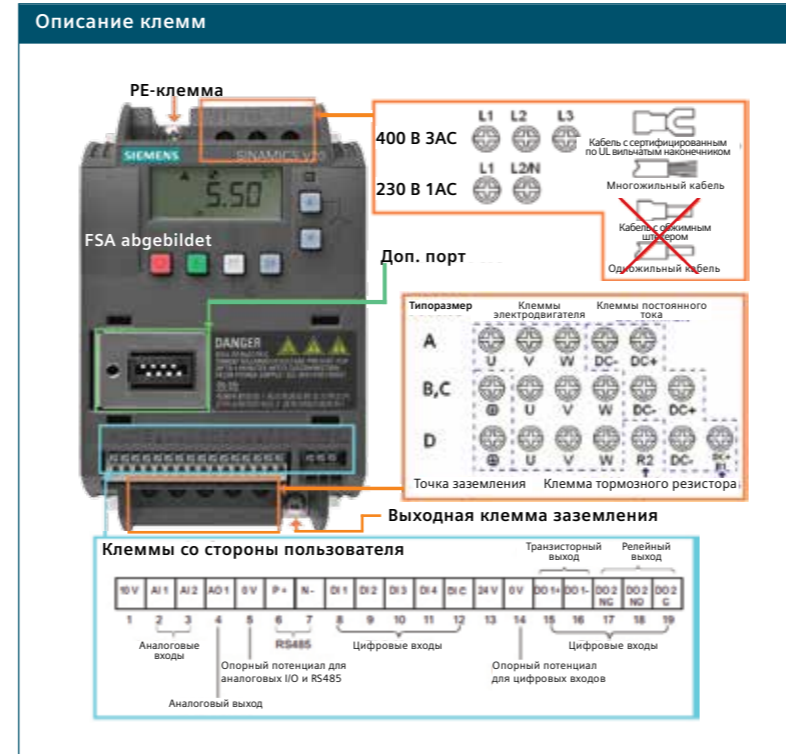 Описание клемм
PE-клемма
SIEMENS
SINAMICS V20
5.50
FSA abgebildet
400 В 3AC
L1 L2 L3
230 В 1AC
L1 L2/N
Кабель с сертифицированным
по UL вильчатым наконечником
Многожильный кабель
Кабель с обжимным
штекером
Одножильный кабель
Доп. порт
DANGER
Типоразмер
Клеммы
электродвигателя
Клеммы постоянного
тока
A
U V W DC- DC+
B,C
U V W DC- DC+
D
U V W R2 DC- DC+
R1
Точка заземления
Клемма тормозного резистора
Выходная клемма заземления
Клеммы со стороны пользователя
Транзисторный
выход
Релейный
выход
10 V AI 1 AI 2 AO 1 0 V P + N - DI 1 DI 2 DI 3 DI 4 DI C 24 V 0 V DO 1+ DO 1- DO 2 NC DO 2 NO DO 2 C
1 2 3 4 5 6 7 8 9 10 11 12 13 14 15 16 17 18 19
Аналоговые
входы
RS485
Цифровые входы
Цифровые входы
Опорный потенциал для
аналоговых I/O и RS485
Опорный потенциал
для цифровых входов
Аналоговый выход